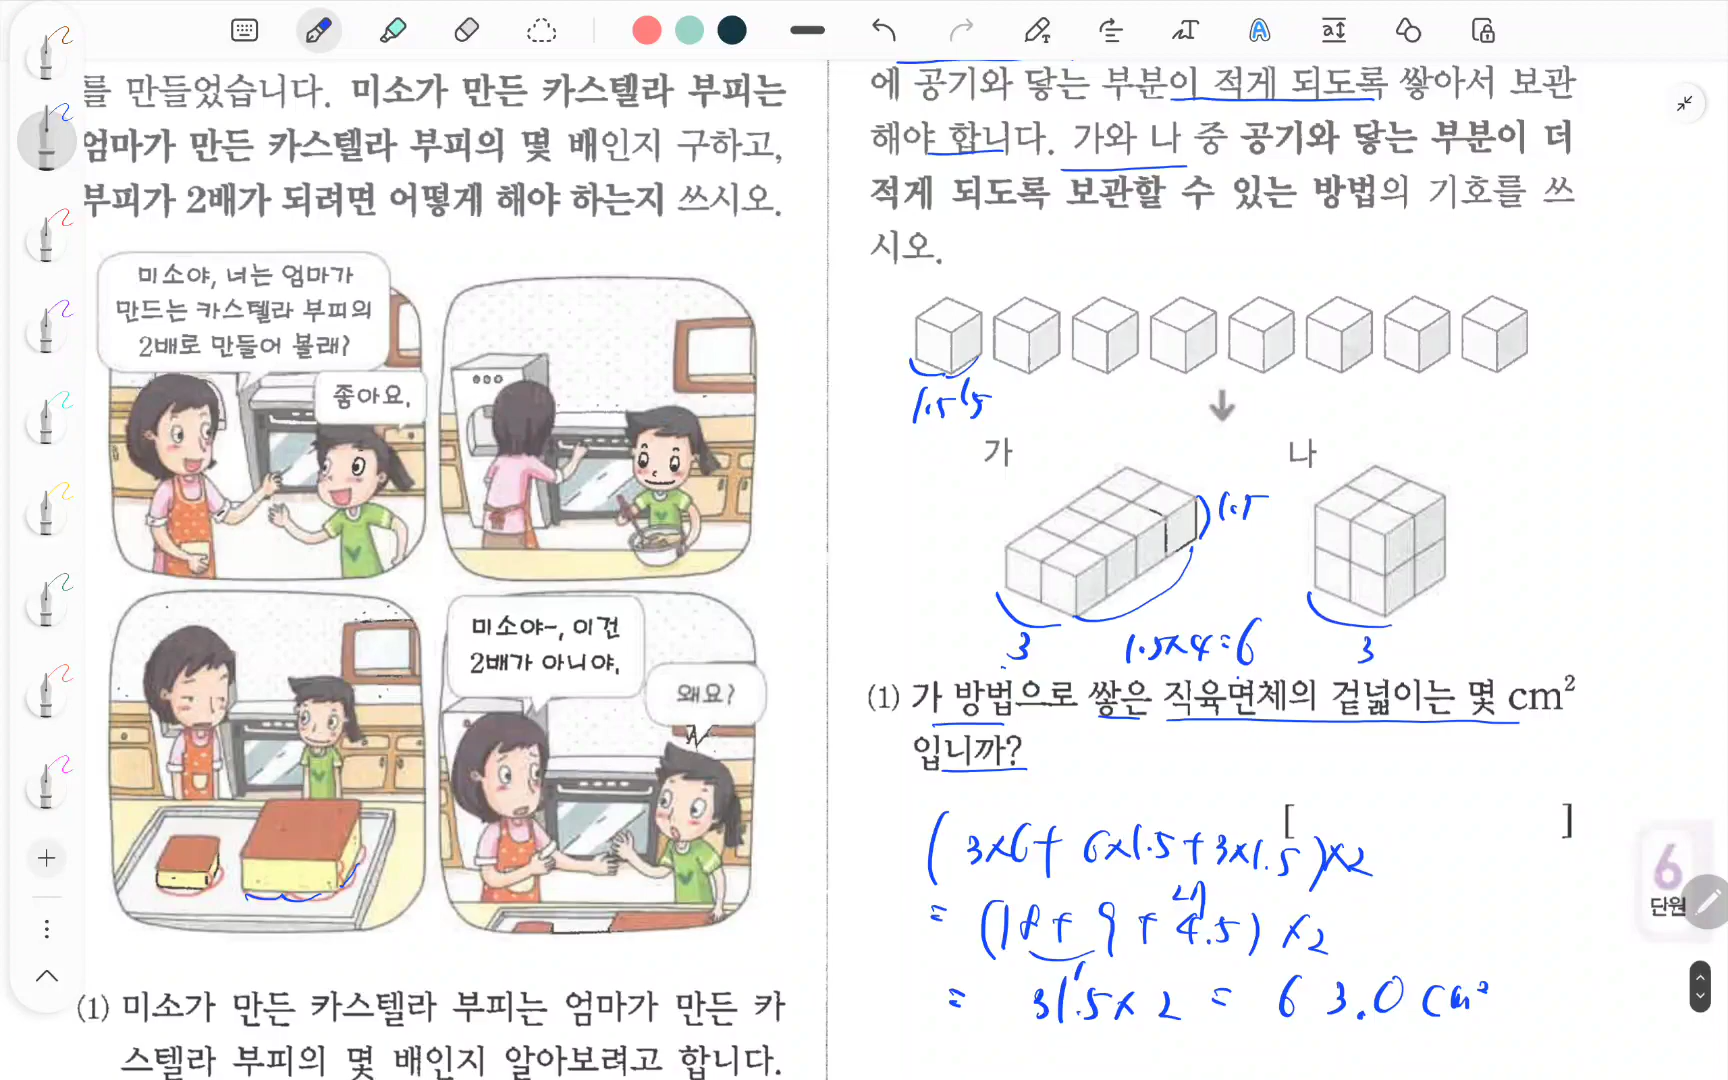 를 만들었습니다. 미소가 만든 카스텔라 부피는
엄마가 만든 카스텔라 부피의 몇 배인지 구하고,
부피가 2배가 되려면 어떻게 해야 하는지 쓰시오.
미소야, 너는 엄마가
만드는 카스텔라 부피의
2배로 만들어 볼래?
좋아요.
미소야~, 이건
2배가 아니야.
왜요?
(1) 미소가 만든 카스텔라 부피는 엄마가 만든 카
스텔라 부피의 몇 배인지 알아보려고 합니다.
에 공기와 닿는 부분이 적게 되도록 쌓아서 보관
해야 합니다. 가와 나 중 공기와 닿는 부분이 더
적게 되도록 보관할 수 있는 방법의 기호를 쓰
시오.
1.5 1.5
가
나
1.5
3
1.5×4=6
3
(1) 가 방법으로 쌓은 직육면체의 겉넓이는 몇 cm²
입니까?
[ ]
(3×6+ 6×1.5+3×1.5)×2
= (18+ 9 + 4.5) ×2
= 31.5×2 = 63.0 cm²
6
단원